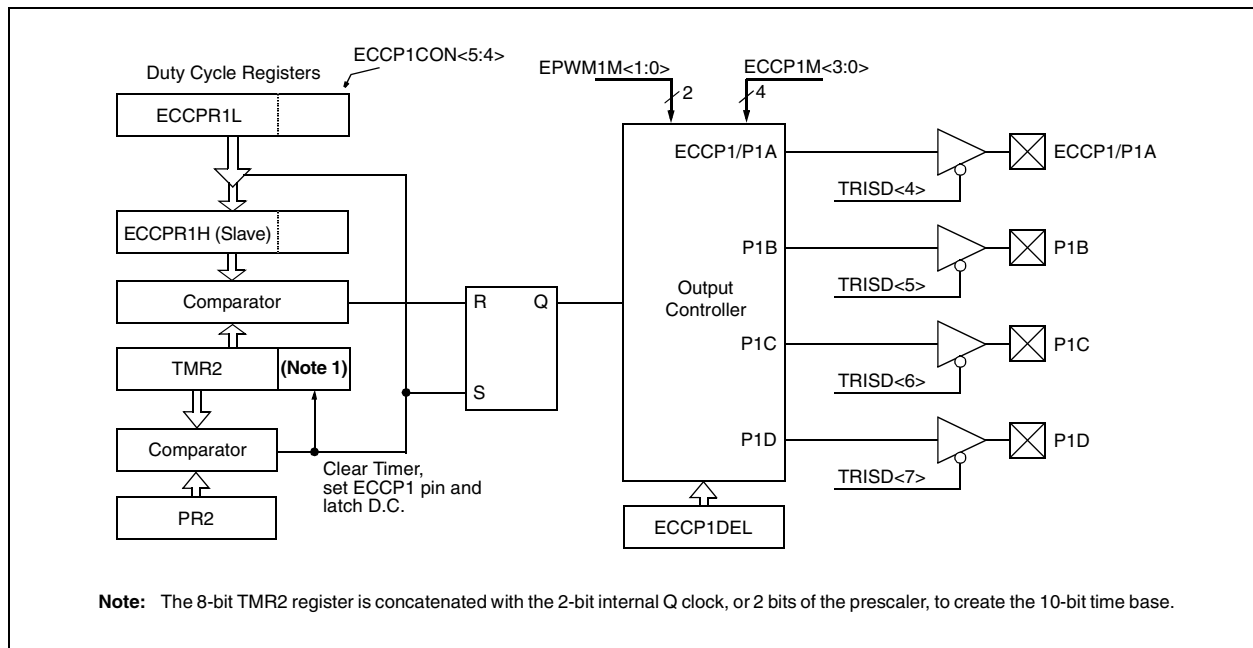 ECCP1CON<5:4>
Duty Cycle Registers
ECCPR1L
ECCPR1H (Slave)
Comparator
TMR2
(Note 1)
Comparator
PR2
Clear Timer,
set ECCP1 pin and
latch D.C.
R
Q
S
EPWM1M<1:0>
2
ECCP1M<3:0>
4
ECCP1/P1A
P1B
Output
Controller
P1C
P1D
ECCP1DEL
TRISD<4>
ECCP1/P1A
TRISD<5>
P1B
TRISD<6>
P1C
TRISD<7>
P1D
Note: The 8-bit TMR2 register is concatenated with the 2-bit internal Q clock, or 2 bits of the prescaler, to create the 10-bit time base.